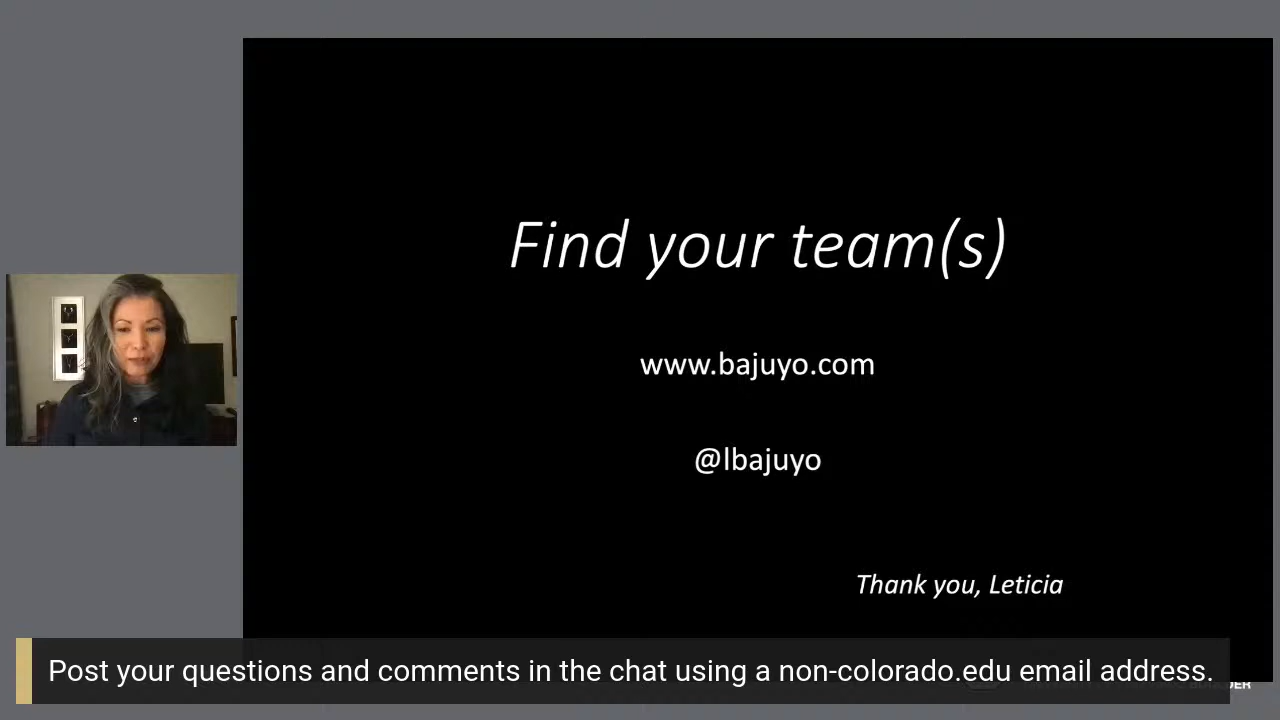 Find your team(s)
www.bajuyo.com
@lbajuyo
Thank you, Leticia
Post your questions and comments in the chat using a non-colorado.edu email address.